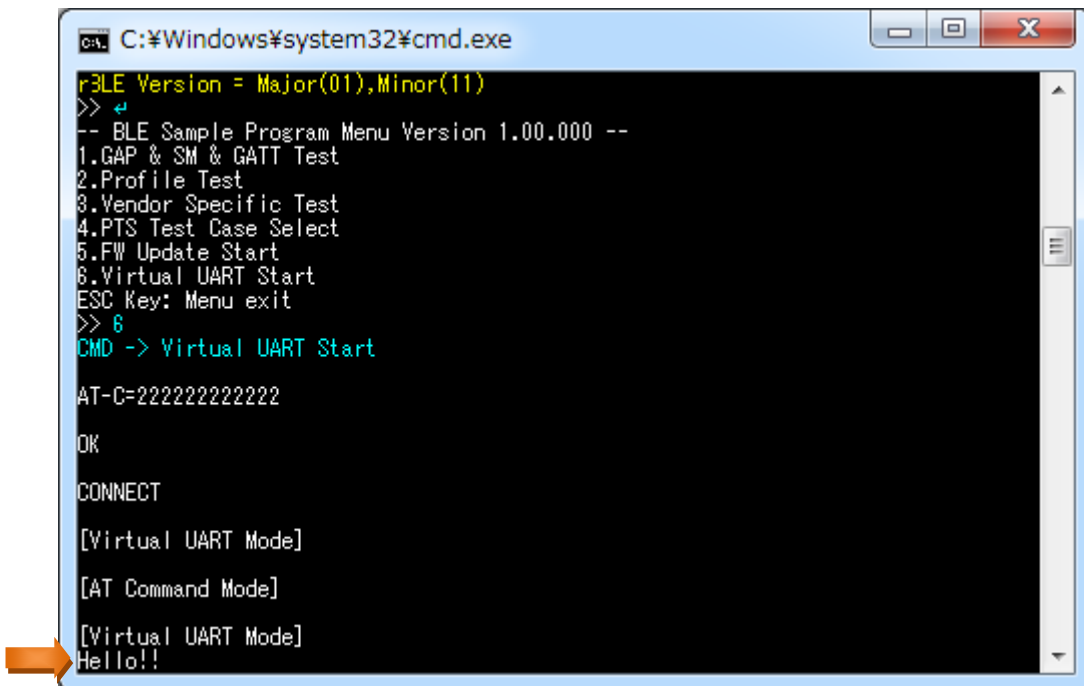 C:¥Windows¥system32¥cmd.exe
rBLE Version = Major(01),Minor(11)
>> ↵
-- BLE Sample Program Menu Version 1.00.000 --
1.GAP & SM & GATT Test
2.Profile Test
3.Vendor Specific Test
4.PTS Test Case Select
5.FW Update Start
6.Virtual UART Start
ESC Key: Menu exit
>> 6
CMD -> Virtual UART Start
AT-C=222222222222
OK
CONNECT
[Virtual UART Mode]
[AT Command Mode]
[Virtual UART Mode]
Hello!!